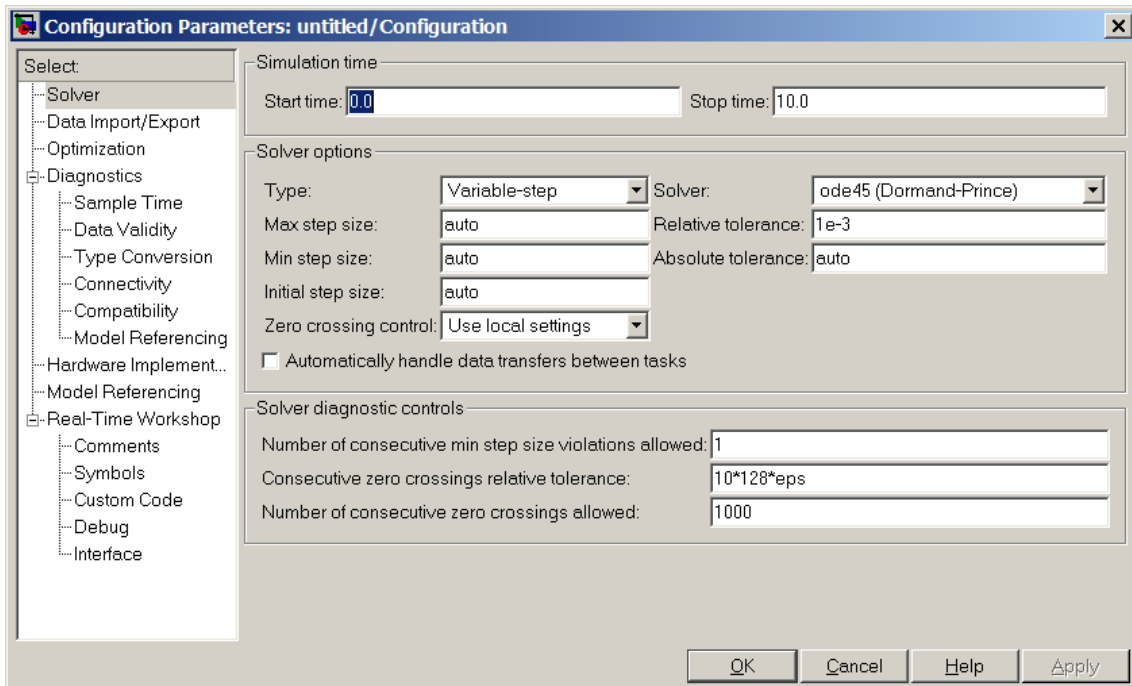 Configuration Parameters: untitled/Configuration
Select:
Solver
Data Import/Export
Optimization
Diagnostics
Sample Time
Data Validity
Type Conversion
Connectivity
Compatibility
Model Referencing
Hardware Implement...
Model Referencing
Real-Time Workshop
Comments
Symbols
Custom Code
Debug
Interface
Simulation time
Start time: 0.0 Stop time: 10.0
Solver options
Type: Variable-step Solver: ode45 (Dormand-Prince)
Max step size: auto Relative tolerance: 1e-3
Min step size: auto Absolute tolerance: auto
Initial step size: auto
Zero crossing control: Use local settings
Automatically handle data transfers between tasks
Solver diagnostic controls
Number of consecutive min step size violations allowed: 1
Consecutive zero crossings relative tolerance: 10*128*eps
Number of consecutive zero crossings allowed: 1000
OK Cancel Help Apply